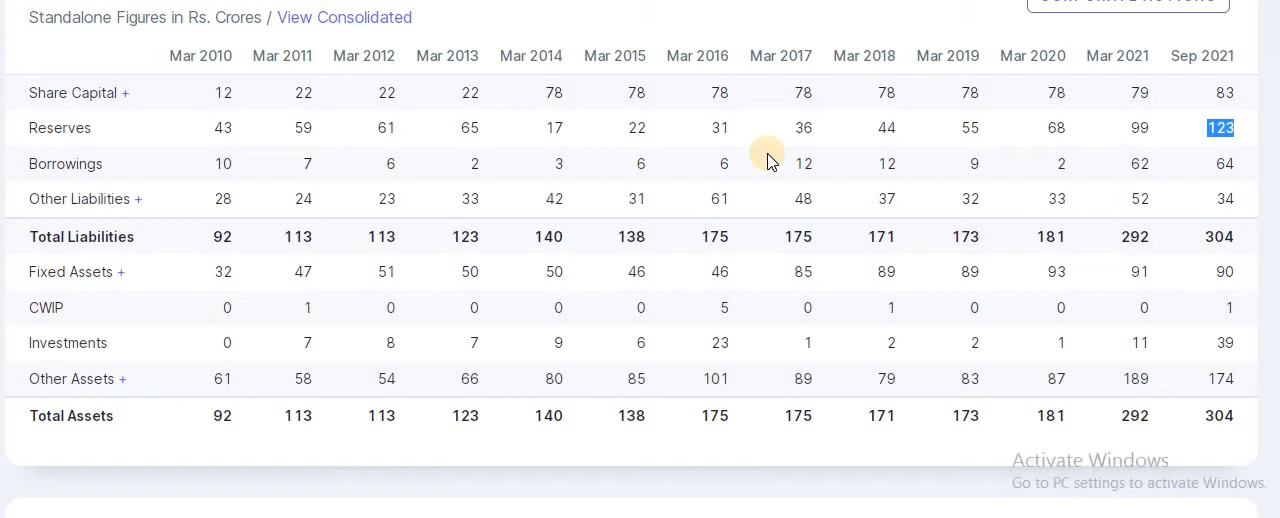 Standalone Figures in Rs. Crores / View Consolidated
Mar 2010 Mar 2011 Mar 2012 Mar 2013 Mar 2014 Mar 2015 Mar 2016 Mar 2017 Mar 2018 Mar 2019 Mar 2020 Mar 2021 Sep 2021
Share Capital + 12 22 22 22 78 78 78 78 78 78 78 79 83
Reserves 43 59 61 65 17 22 31 36 44 55 68 99 123
Borrowings 10 7 6 2 3 6 6 12 12 9 2 62 64
Other Liabilities + 28 24 23 33 42 31 61 48 37 32 33 52 34
Total Liabilities 92 113 113 123 140 138 175 175 171 173 181 292 304
Fixed Assets + 32 47 51 50 50 46 46 85 89 89 93 91 90
CWIP 0 1 0 0 0 0 5 0 1 0 0 0 1
Investments 0 7 8 7 9 6 23 1 2 2 1 11 39
Other Assets + 61 58 54 66 80 85 101 89 79 83 87 189 174
Total Assets 92 113 113 123 140 138 175 175 171 173 181 292 304
Activate Windows
Go to PC settings to activate Windows.